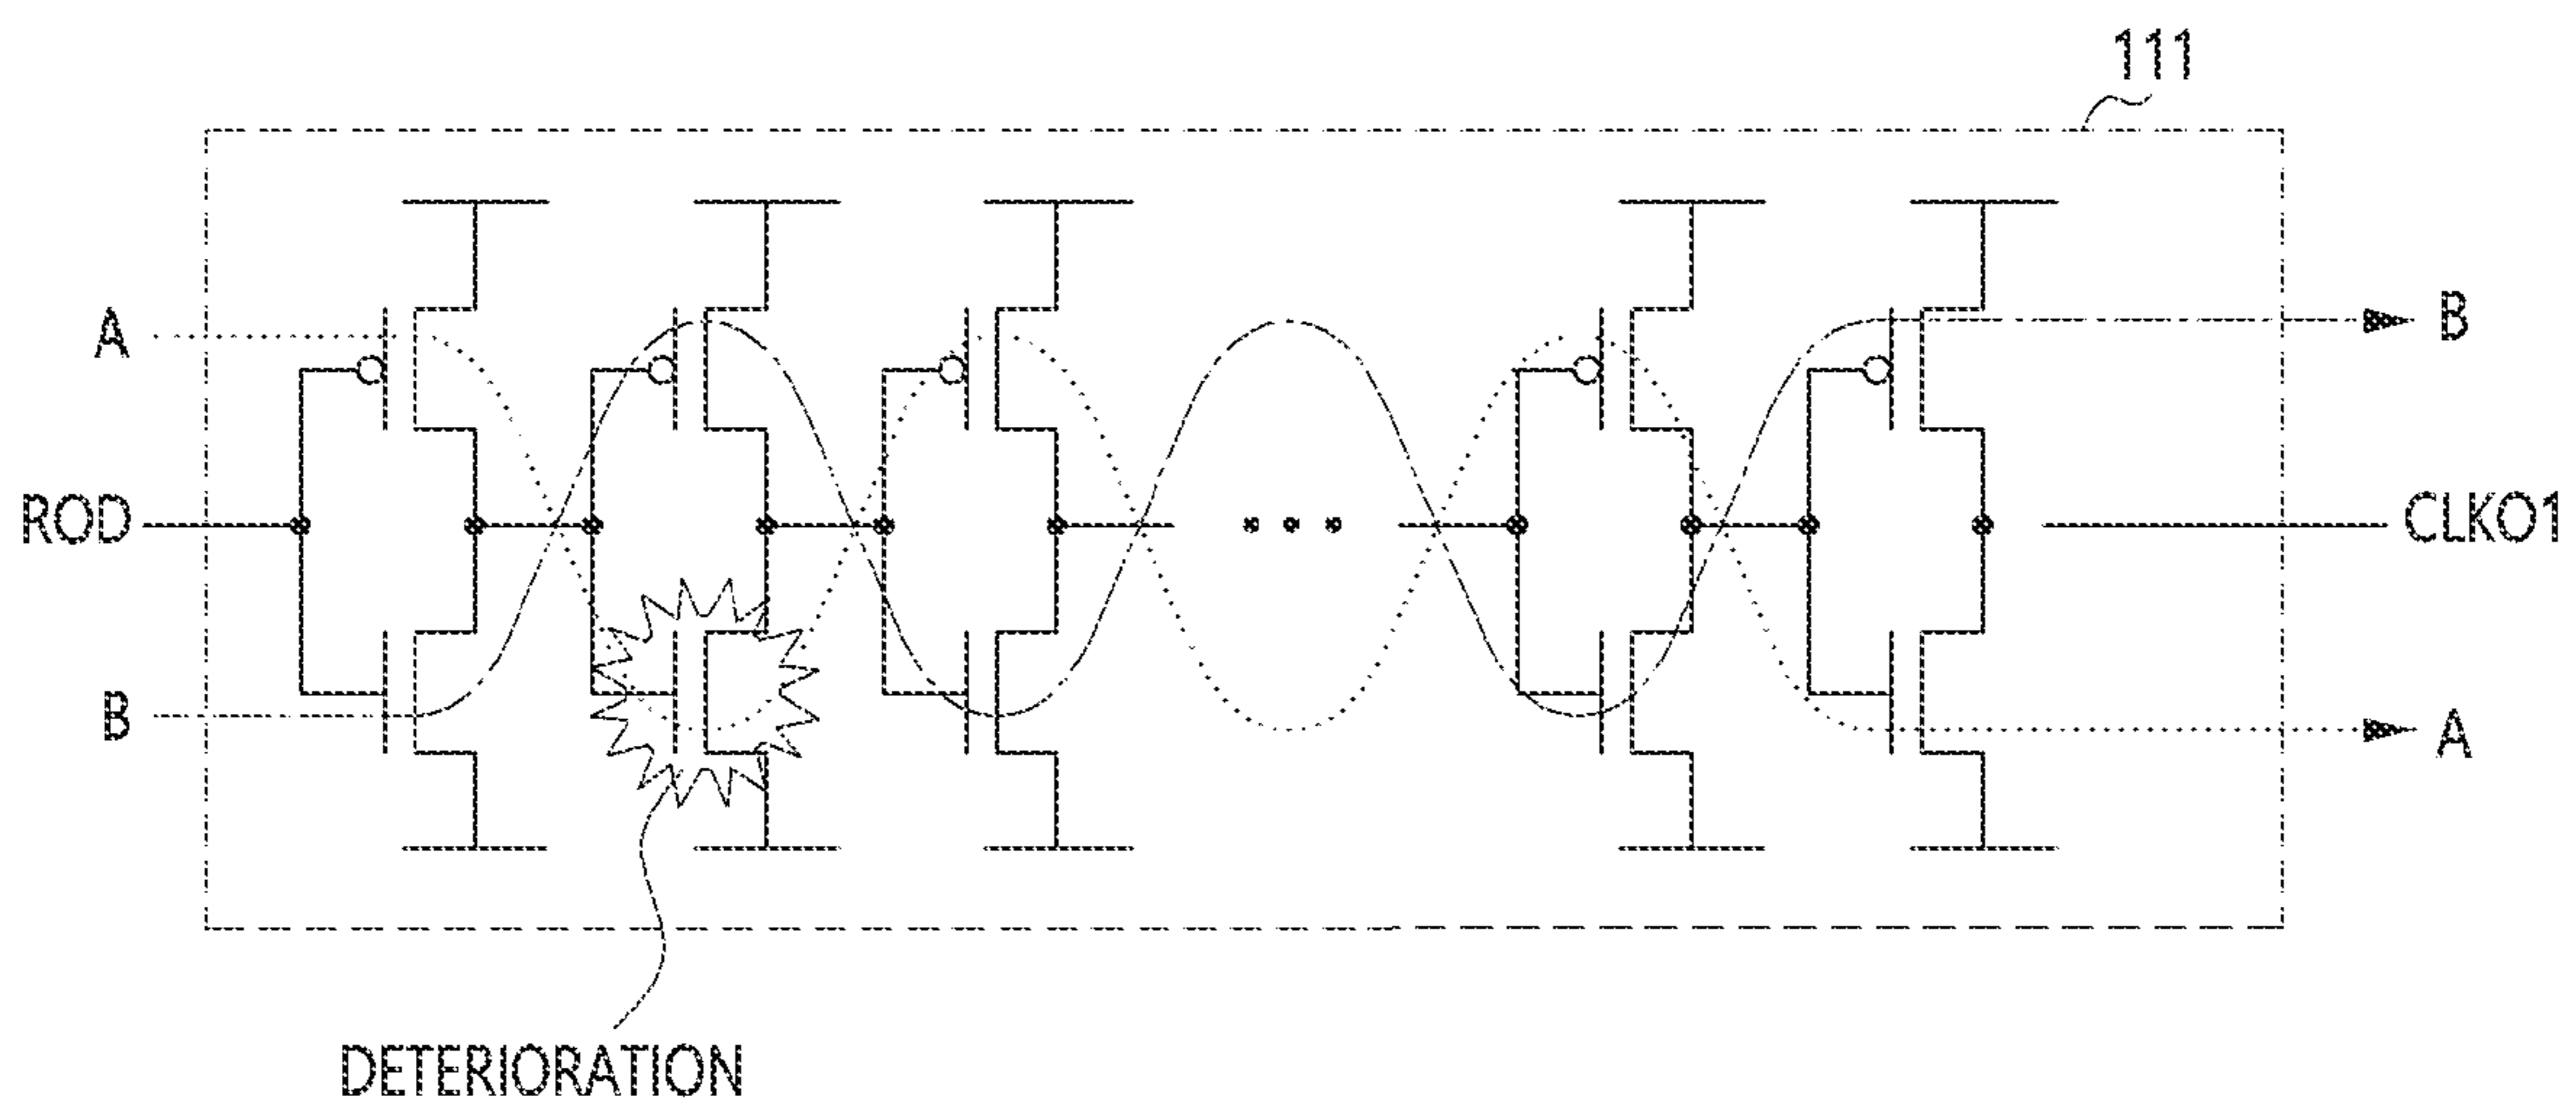 111
A
B
ROD
CLKO1
B
A
DETERIORATION